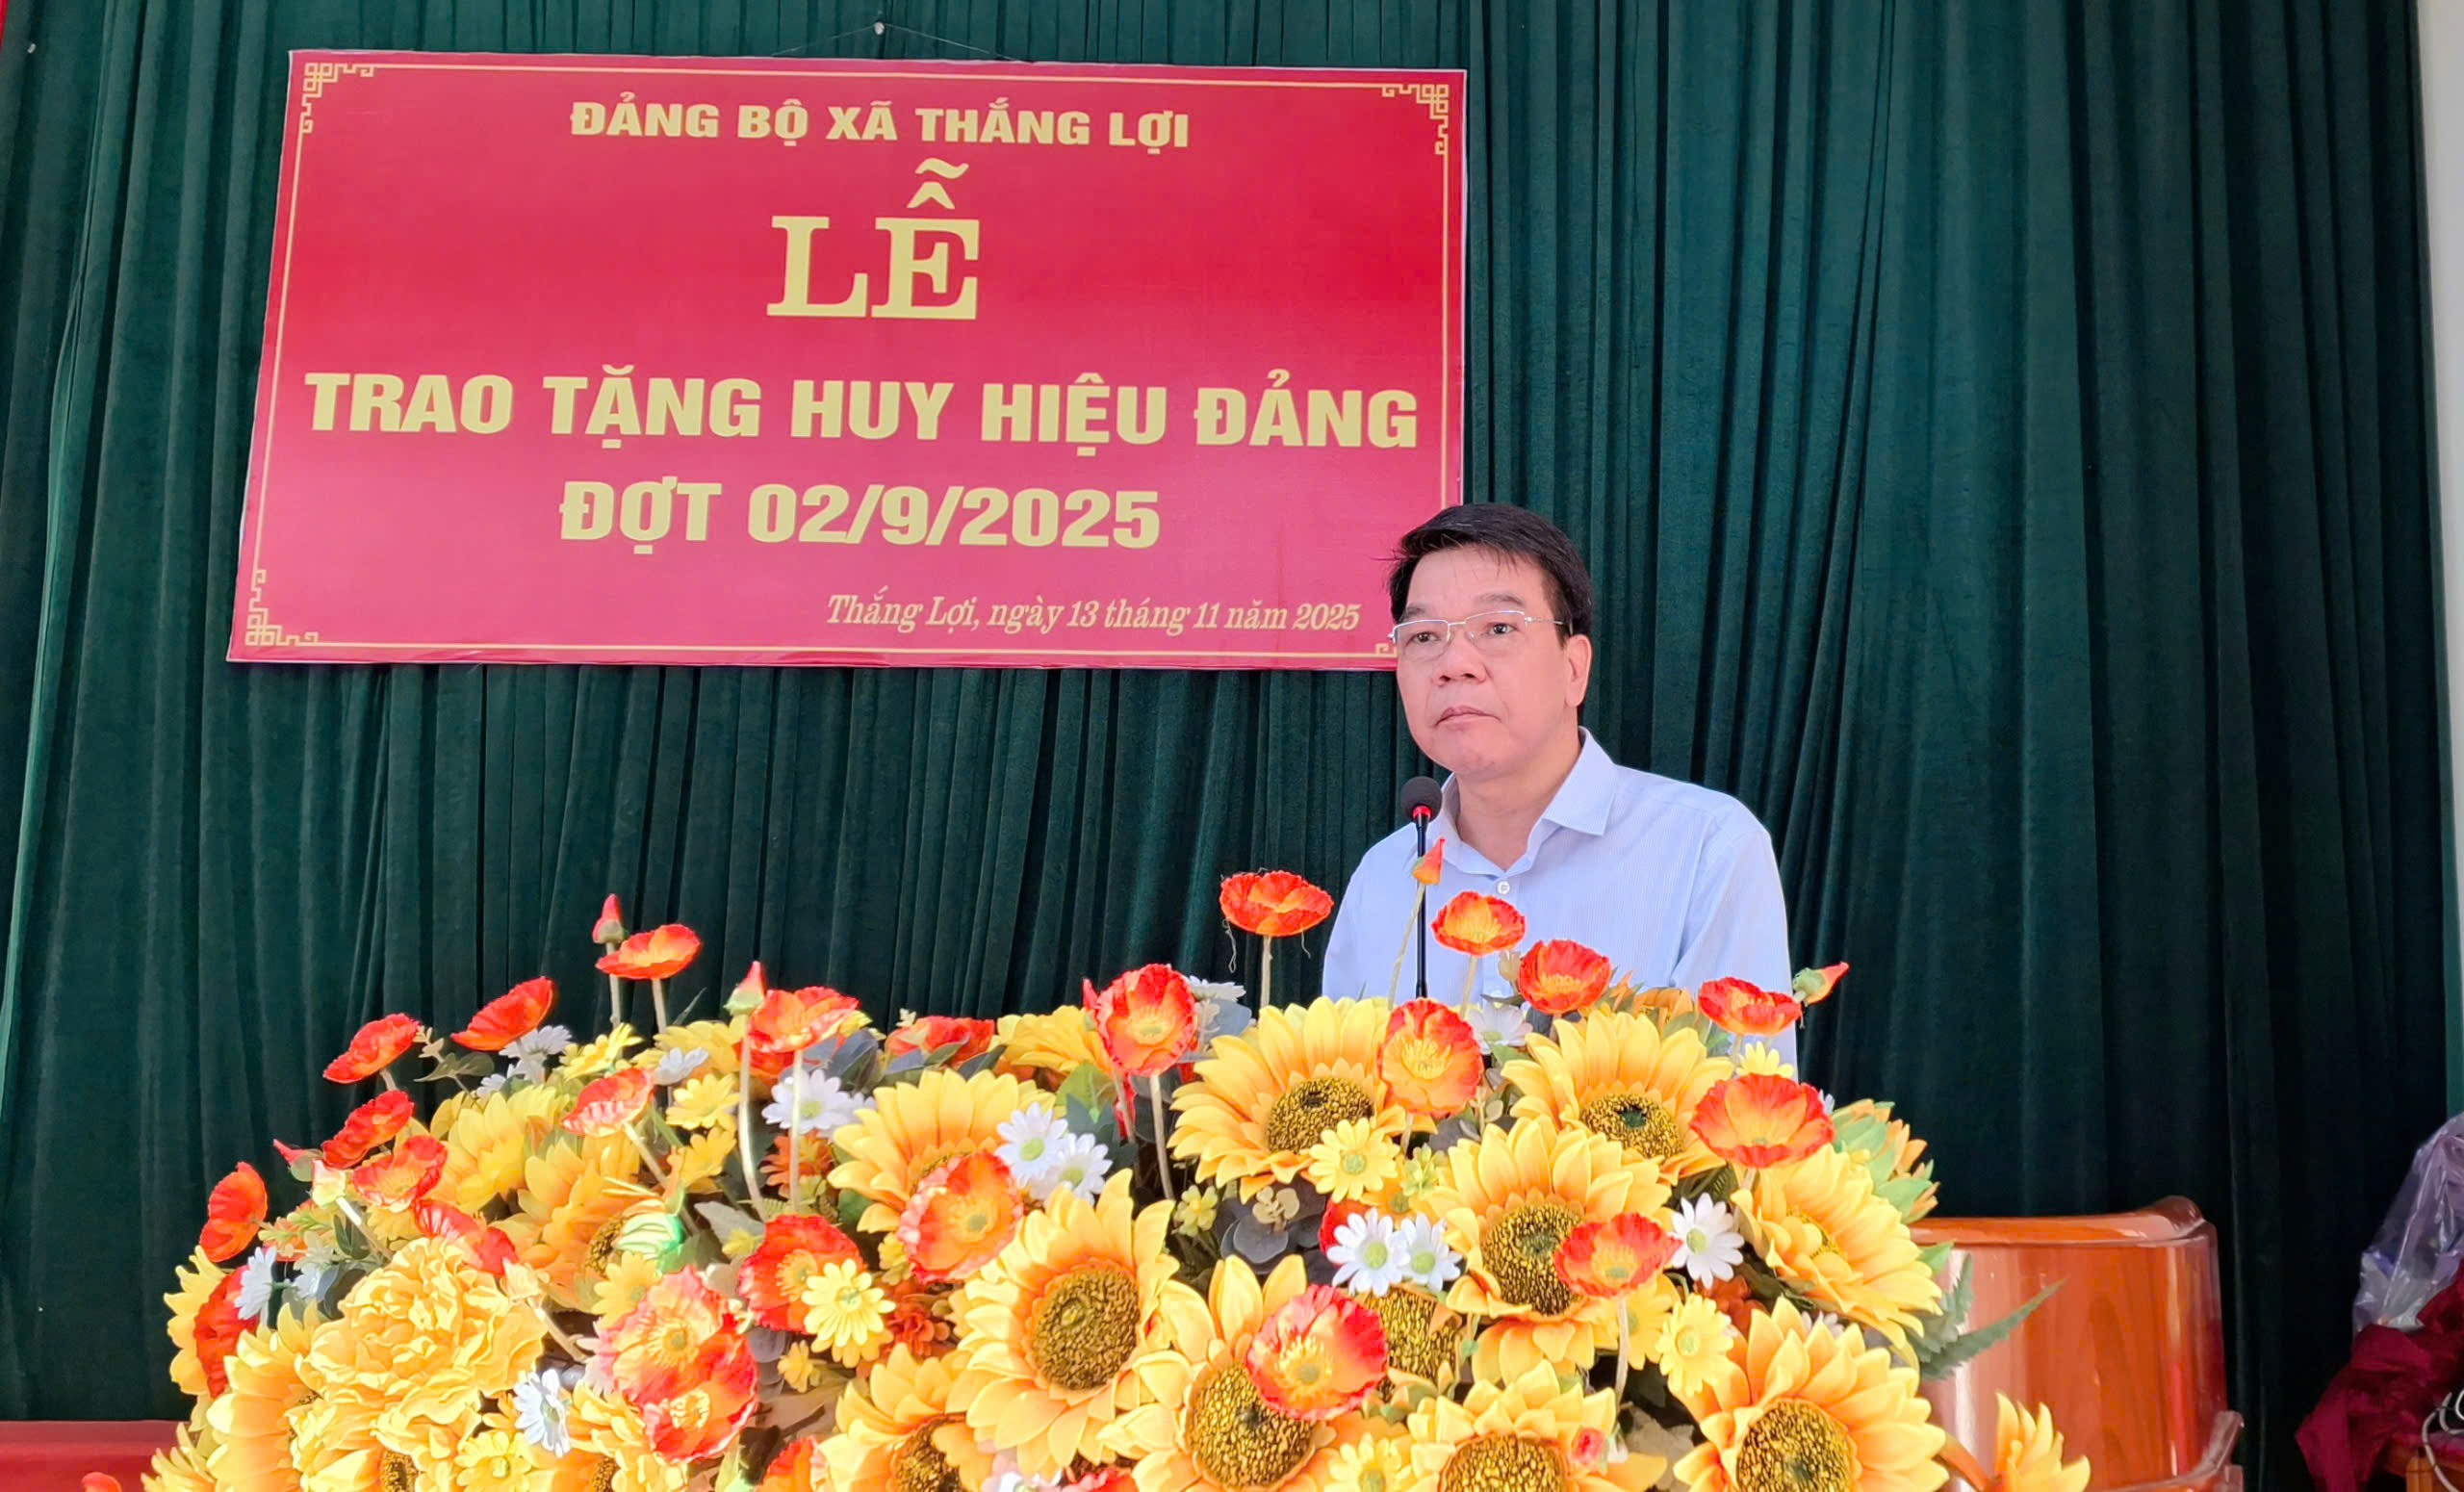 ĐẢNG BỘ XÃ THẮNG LỢI
LỄ
TRAO TẶNG HUY HIỆU ĐẢNG
ĐỢT 02/9/2025
Thắng Lợi, ngày 13 tháng 11 năm 2025